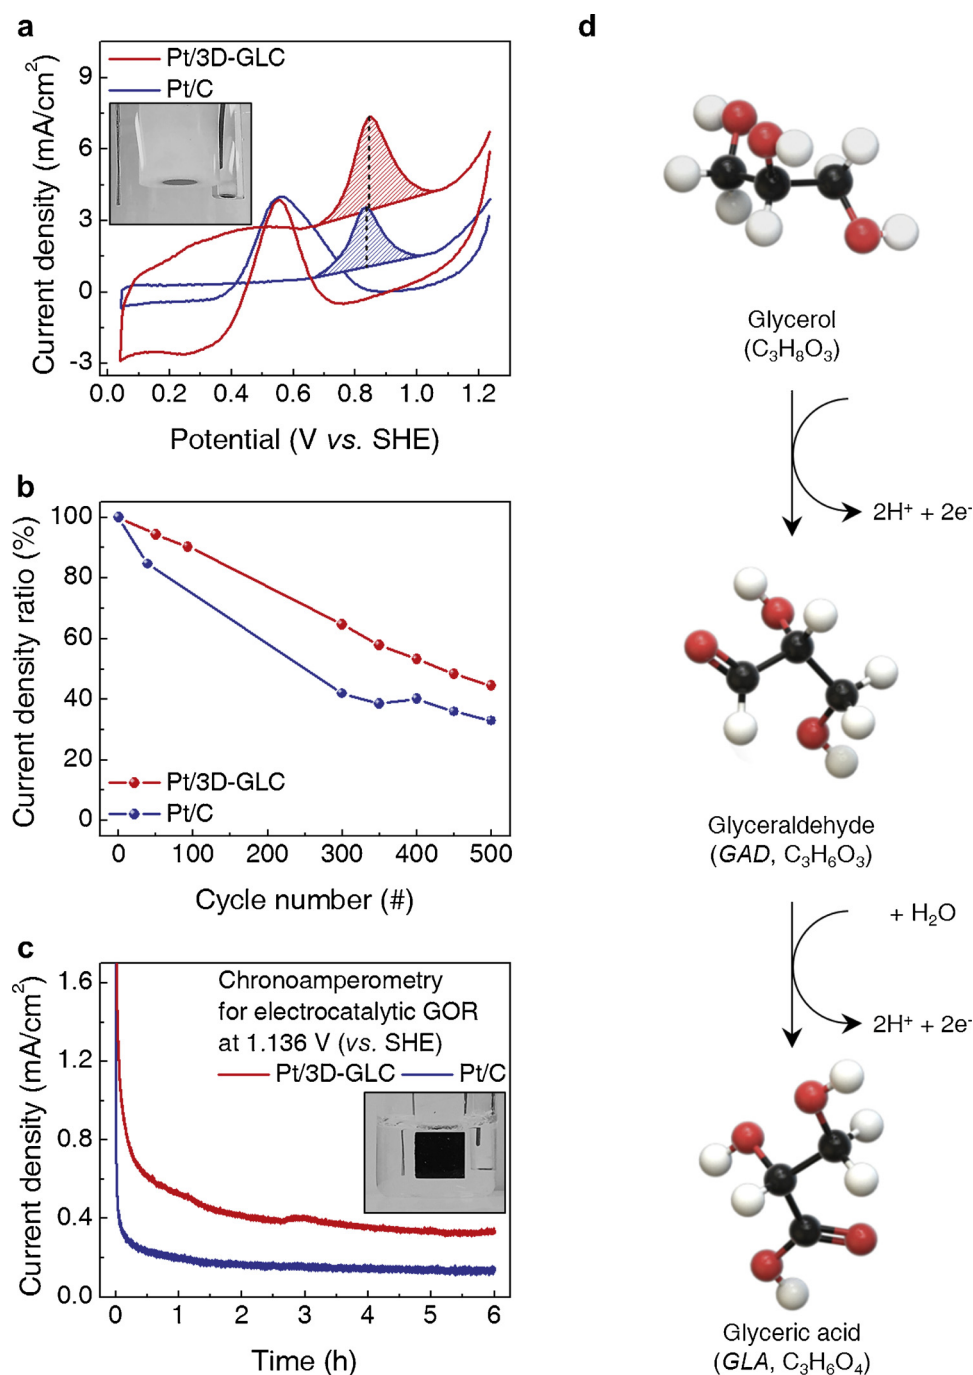 a
Pt/3D-GLC
Pt/C
Current density (mA/cm²)
9
6
3
0
-3
0.0 0.2 0.4 0.6 0.8 1.0 1.2
Potential (V vs. SHE)
b
Current density ratio (%)
100
80
60
40
20
0
Pt/3D-GLC
Pt/C
0 100 200 300 400 500
Cycle number (#)
c
Current density (mA/cm²)
1.6
1.2
0.8
0.4
0.0
Chronoamperometry
for electrocatalytic GOR
at 1.136 V (vs. SHE)
Pt/3D-GLC Pt/C
0 1 2 3 4 5 6
Time (h)
d
Glycerol
(C₃H₈O₃)
2H⁺ + 2e⁻
Glyceraldehyde
(GAD, C₃H₆O₃)
+ H₂O
2H⁺ + 2e⁻
Glyceric acid
(GLA, C₃H₆O₄)